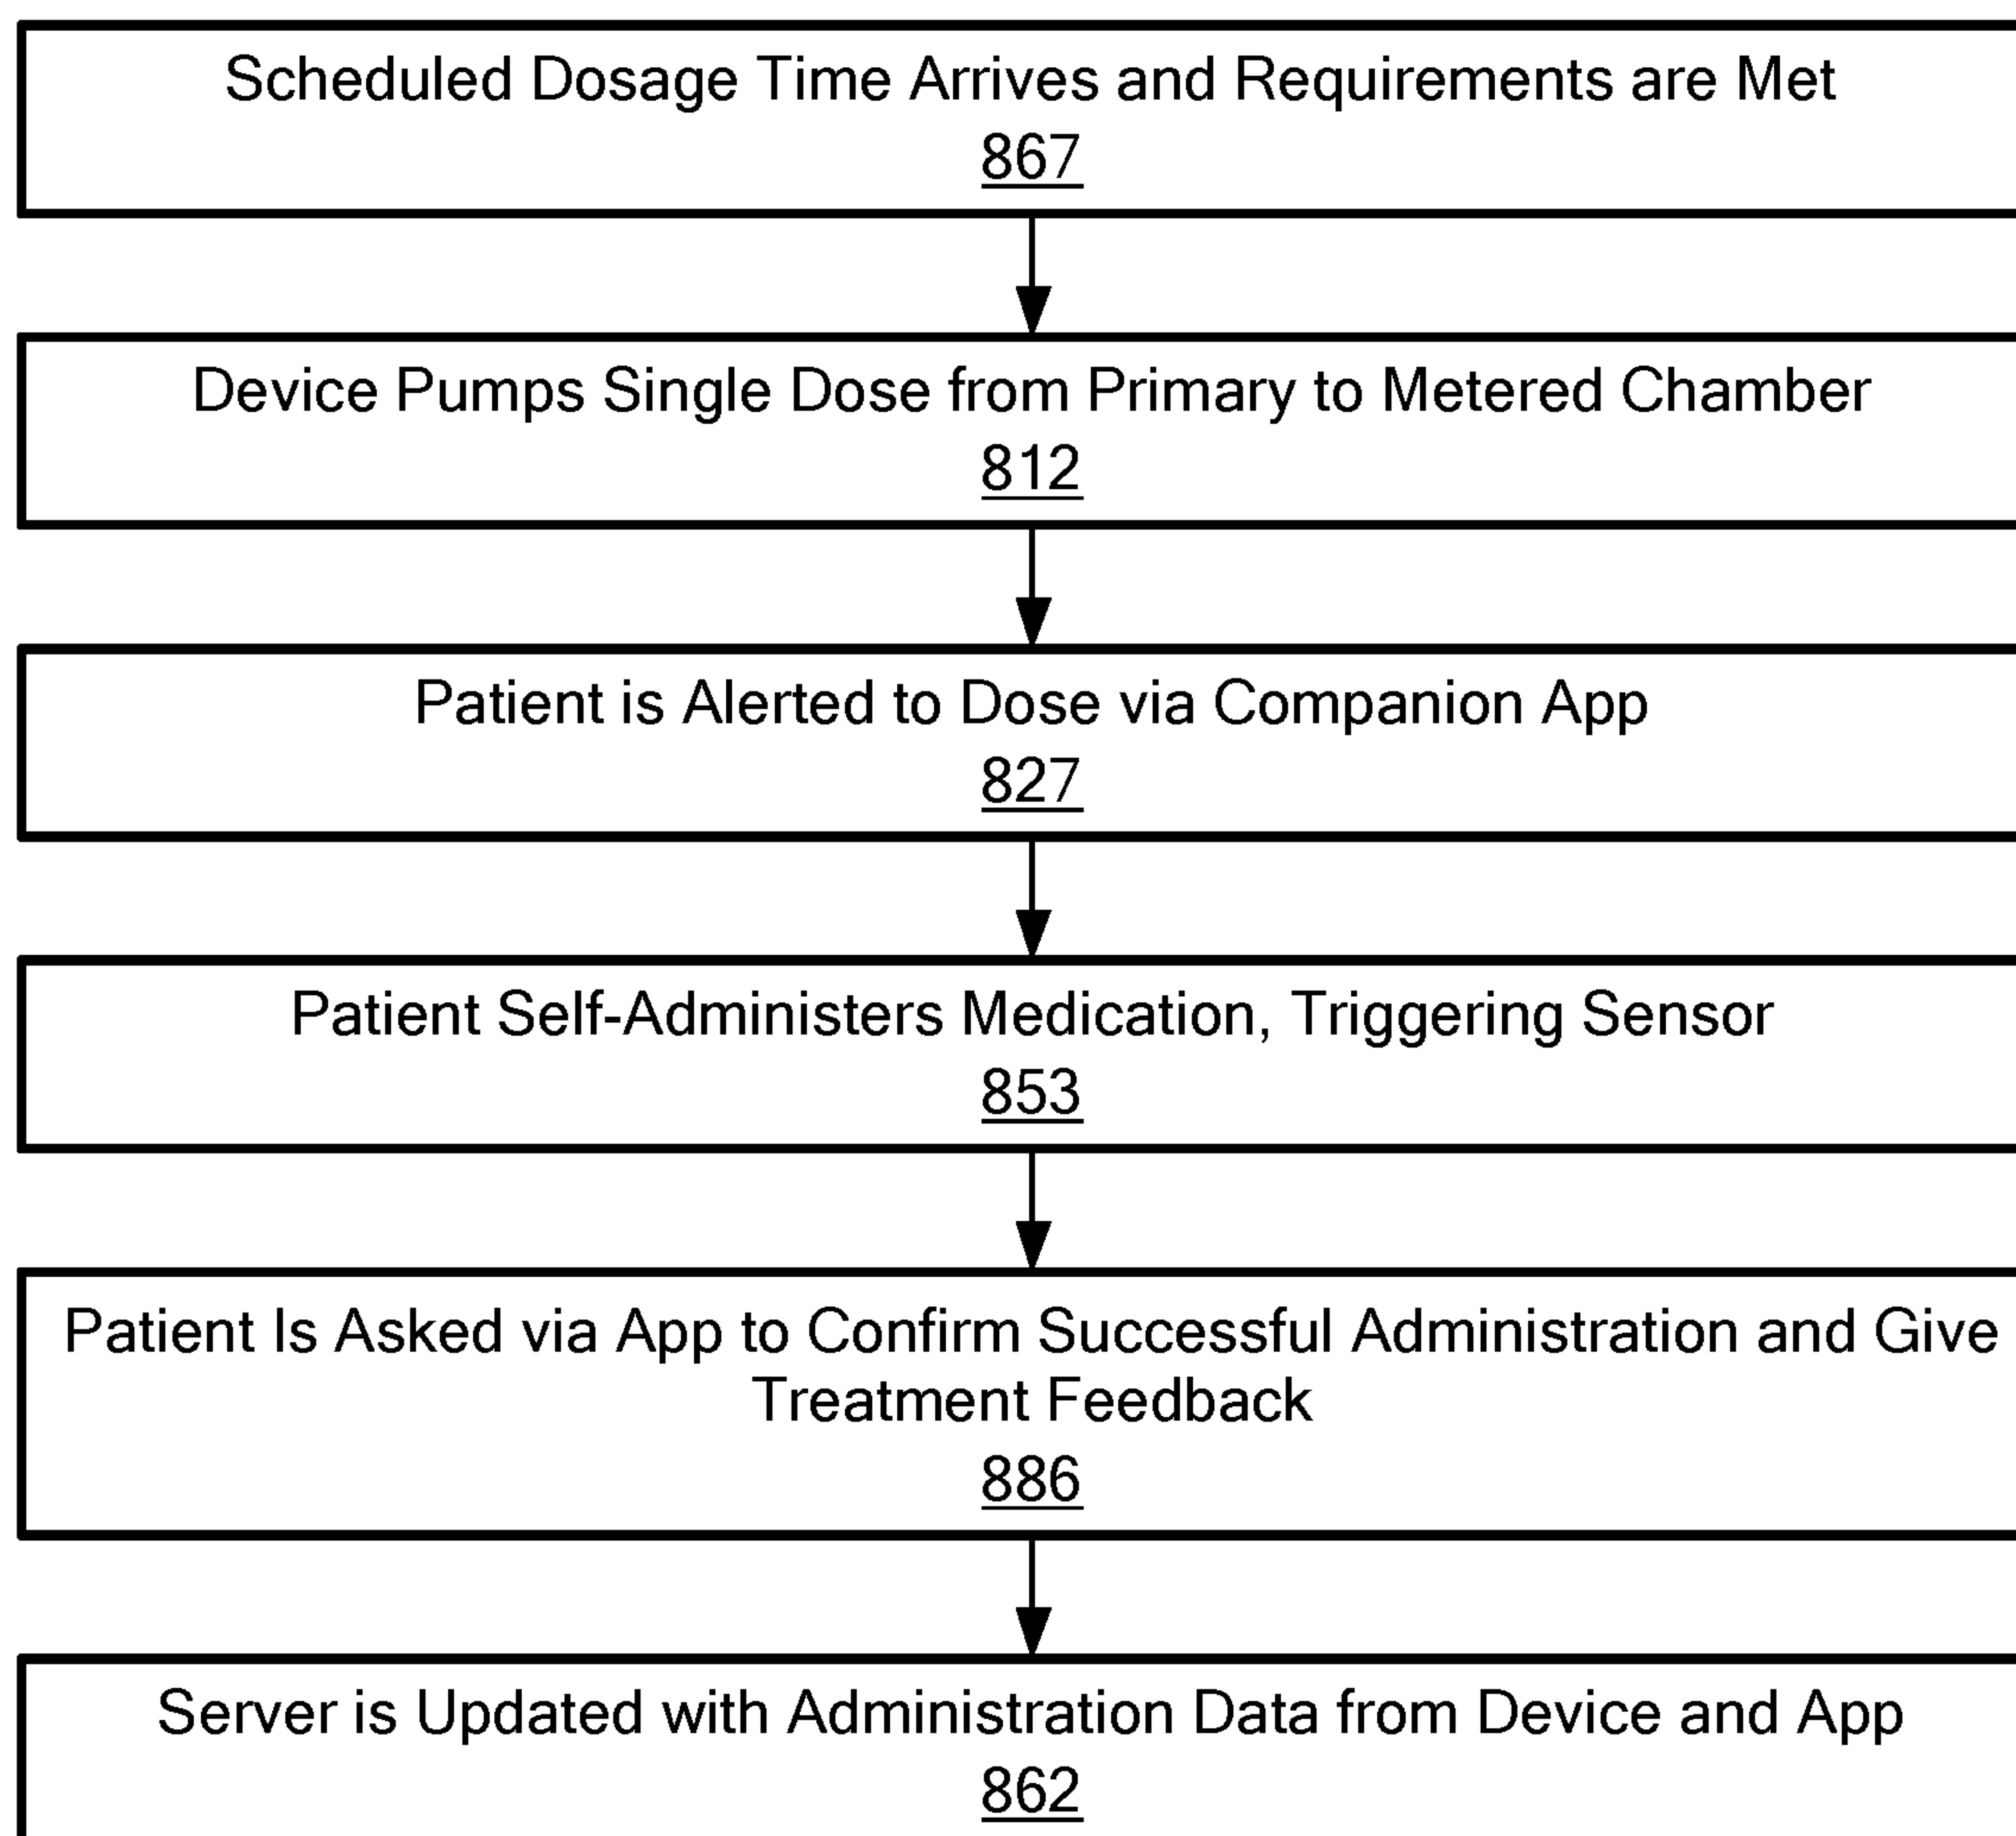 Scheduled Dosage Time Arrives and Requirements are Met
867
Device Pumps Single Dose from Primary to Metered Chamber
812
Patient is Alerted to Dose via Companion App
827
Patient Self-Administers Medication, Triggering Sensor
853
Patient Is Asked via App to Confirm Successful Administration and Give
Treatment Feedback
886
Server is Updated with Administration Data from Device and App
862